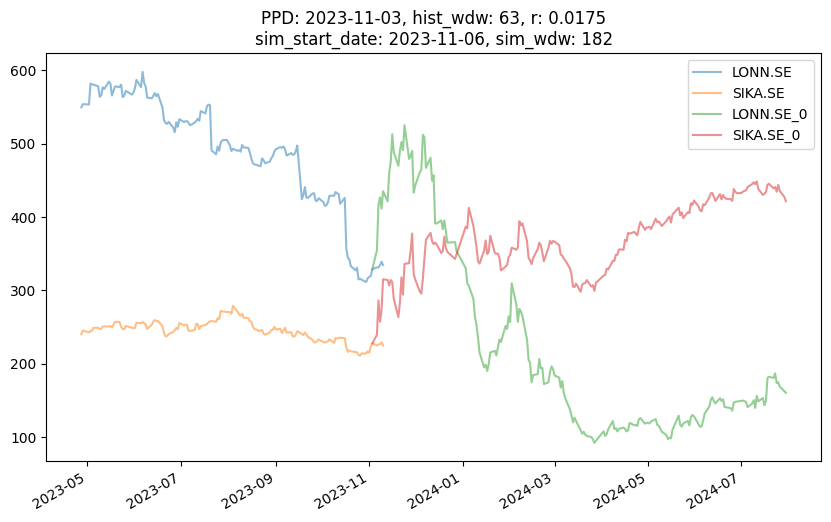 PPD: 2023-11-03, hist_wdw: 63, r: 0.0175
sim_start_date: 2023-11-06, sim_wdw: 182
LONN.SE
SIKA.SE
LONN.SE_0
SIKA.SE_0
600
500
400
300
200
100
2023-05
2023-07
2023-09
2023-11
2024-01
2024-03
2024-05
2024-07